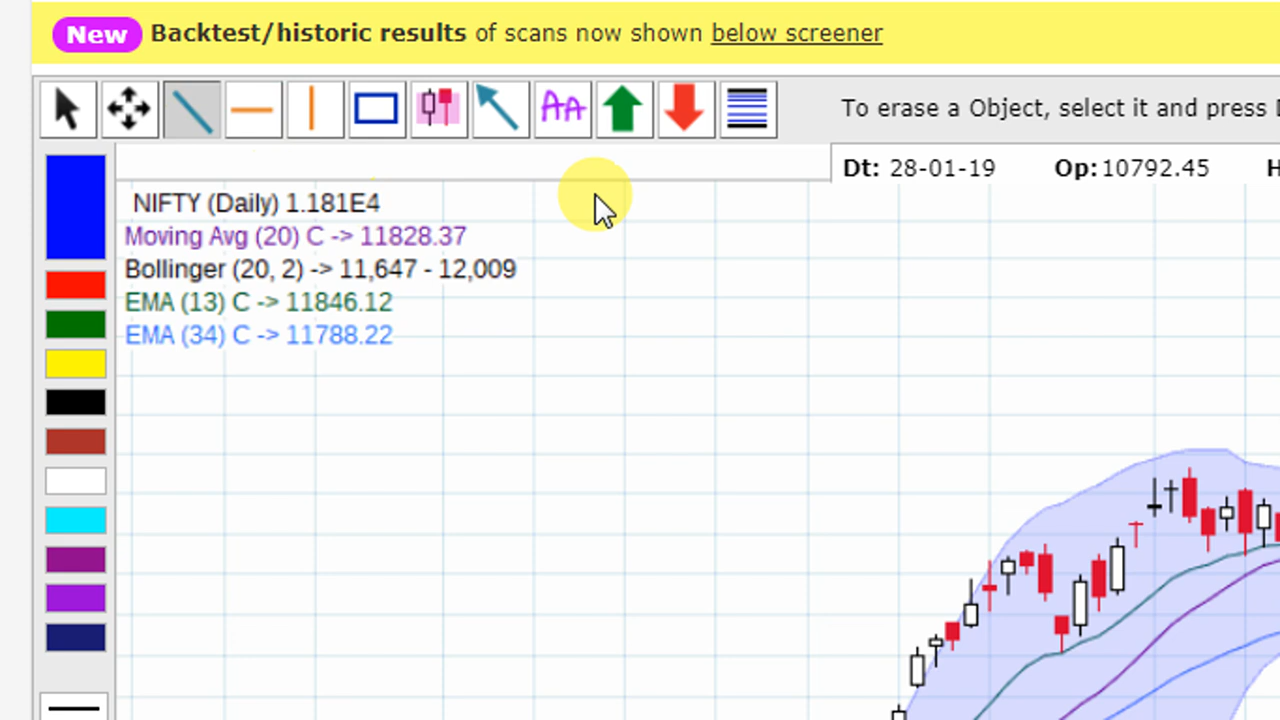 New Backtest/historic results of scans now shown below screener
AA
To erase a Object, select it and press
Dt: 28-01-19 Op:10792.45
NIFTY (Daily) 1.181E4
Moving Avg (20) C -> 11828.37
Bollinger (20, 2) -> 11,647 - 12,009
EMA (13) C -> 11846.12
EMA (34) C -> 11788.22